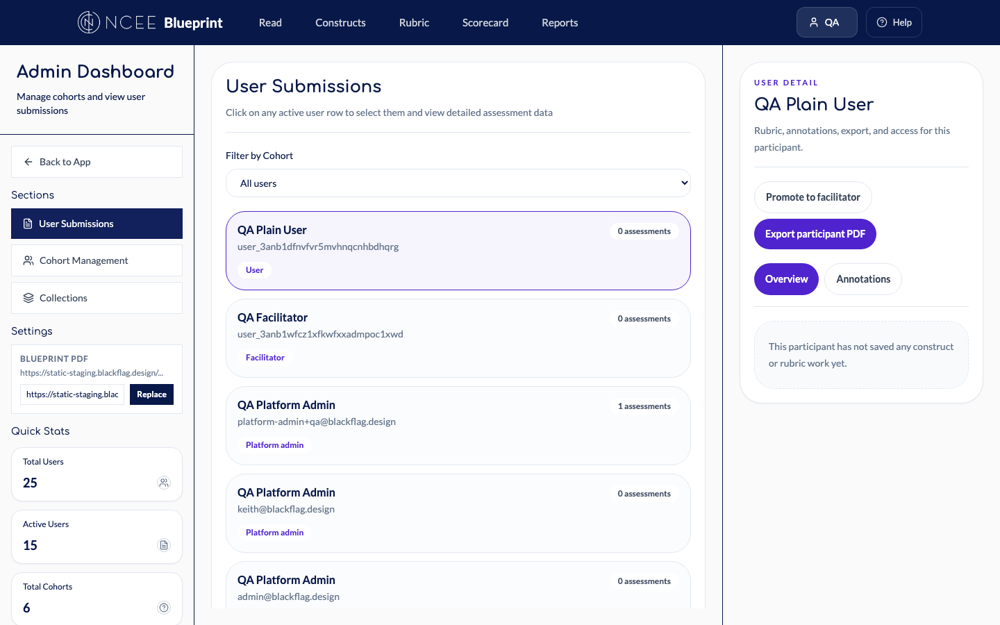 NCEE Blueprint
Read
Constructs
Rubric
Scorecard
Reports
QA
Help
Admin Dashboard
Manage cohorts and view user
submissions
Back to App
Sections
User Submissions
Cohort Management
Collections
Settings
BLUEPRINT PDF
https://static-staging.blackflag.design/...
https://static-staging.blac
Replace
Quick Stats
Total Users
25
Active Users
15
Total Cohorts
6
User Submissions
Click on any active user row to select them and view detailed assessment data
Filter by Cohort
All users
QA Plain User
0 assessments
user_3anb1dfnvfvr5mvhnqcnhbdhqrg
User
QA Facilitator
0 assessments
user_3anb1wfcz1xfkwfxxadmpoc1xwd
Facilitator
QA Platform Admin
1 assessments
platform-admin+qa@blackflag.design
Platform admin
QA Platform Admin
0 assessments
keith@blackflag.design
Platform admin
QA Platform Admin
0 assessments
admin@blackflag.design
USER DETAIL
QA Plain User
Rubric, annotations, export, and access for this
participant.
Promote to facilitator
Export participant PDF
Overview
Annotations
This participant has not saved any construct
or rubric work yet.